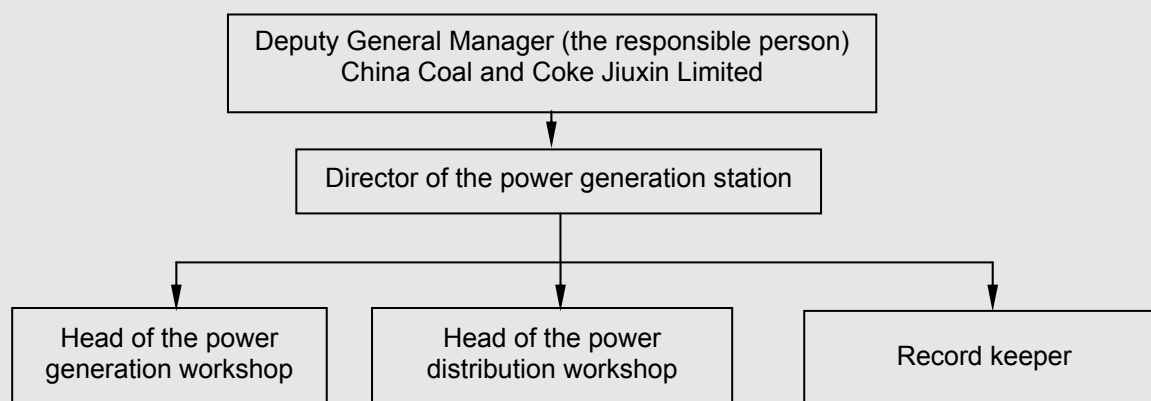 Deputy General Manager (the responsible person)
China Coal and Coke Jiuxin Limited
Director of the power generation station
Head of the power
generation workshop
Head of the power
distribution workshop
Record keeper